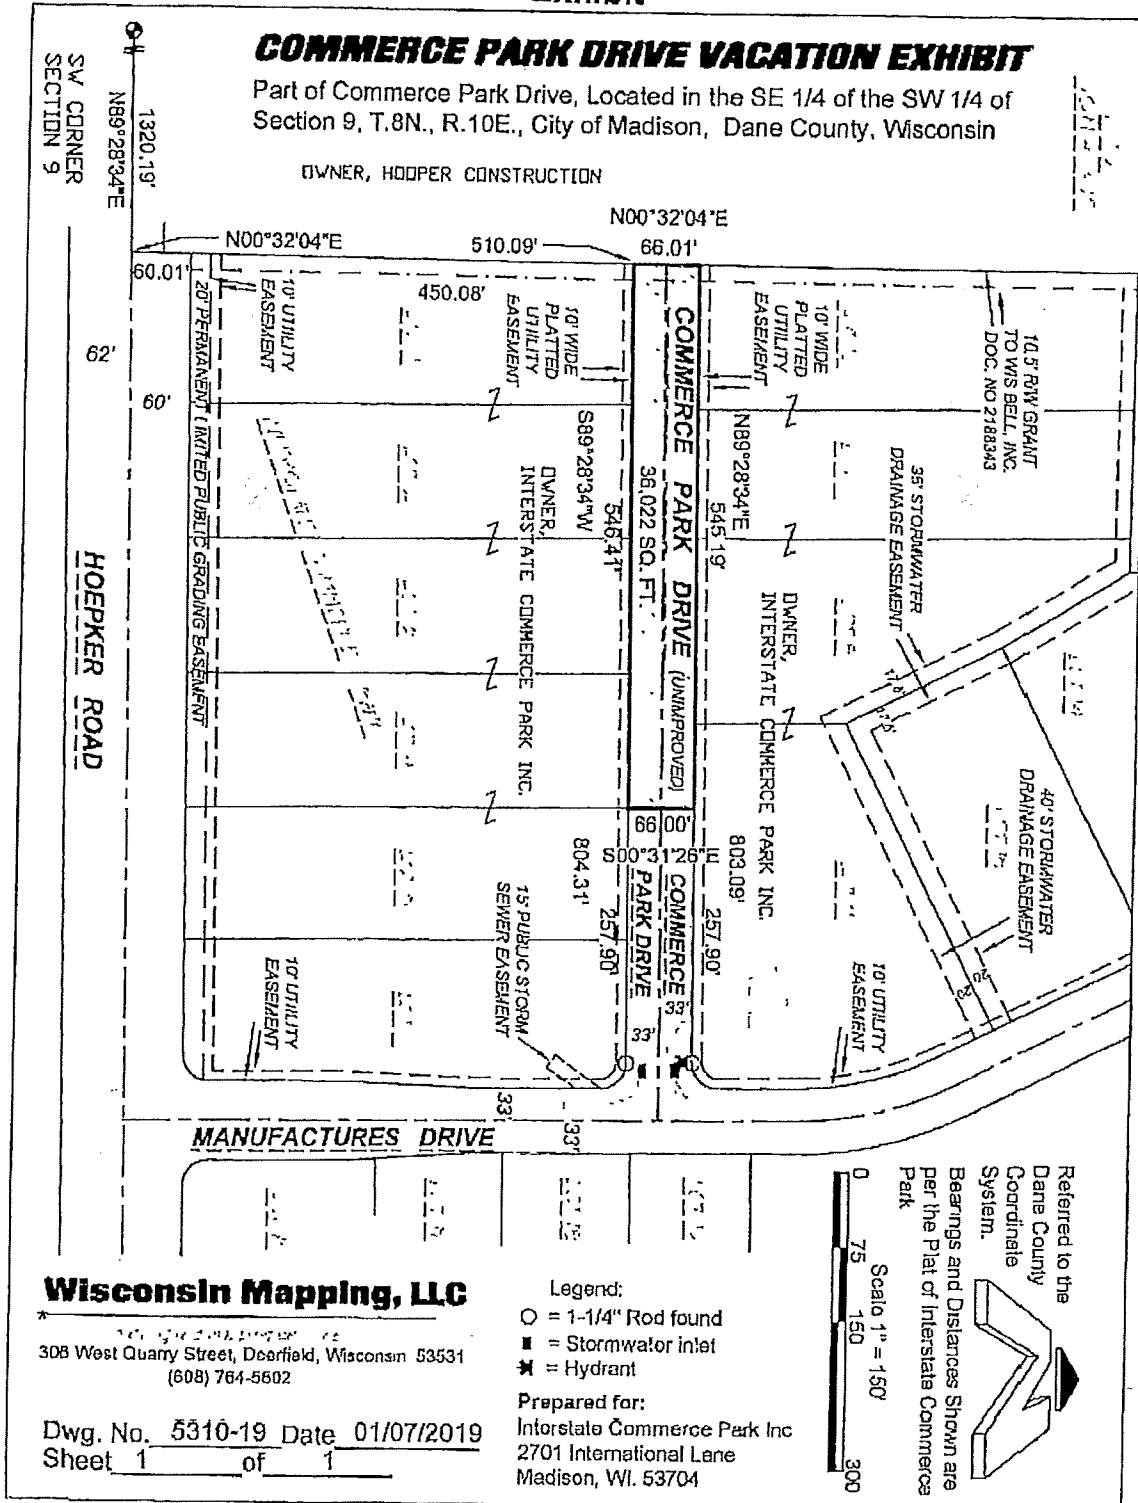 COMMERCE PARK DRIVE VACATION EXHIBIT
Part of Commerce Park Drive, Located in the SE 1/4 of the SW 1/4 of
Section 9, T.8N., R.10E., City of Madison, Dane County, Wisconsin
OWNER, HOOPER CONSTRUCTION
SW CORNER
SECTION 9
1320.19'
N89°28'34"E
N00°32'04"E
510.09'
N00°32'04"E
66.01'
60.01'
450.08'
62'
60'
10' UTILITY
EASEMENT
20' PERMANENT LIMITED PUBLIC GRADING EASEMENT
10' WIDE
PLATTED
UTILITY
EASEMENT
10' WIDE
PLATTED
UTILITY
EASEMENT
10.5' R/W GRANT
TO WIS BELL, INC.
DOC. NO 2188343
35' STORMWATER
DRAINAGE EASEMENT
17.5'
17.5'
40' STORMWATER
DRAINAGE EASEMENT
20'
20'
COMMERCE PARK DRIVE (UNIMPROVED)
36,022 SQ. FT.
N89°28'34"E
545.19'
S89°28'34"W
546.41'
OWNER,
INTERSTATE COMMERCE PARK INC.
OWNER,
INTERSTATE COMMERCE PARK INC.
HOEPKER ROAD
66.00'
S00°31'26"E
803.09'
804.31'
257.90'
257.90'
COMMERCE
PARK DRIVE
33'
33'
15' PUBLIC STORM
SEWER EASEMENT
10' UTILITY
EASEMENT
10' UTILITY
EASEMENT
33'
33'
MANUFACTURES DRIVE
Referred to the
Dane County
Coordinate
System.
Bearings and Distances Shown are
per the Plat of Interstate Commerce
Park
Scale 1" = 150'
0 75 150 300
Wisconsin Mapping, LLC
306 West Quarry Street, Deerfield, Wisconsin 53531
(608) 764-5602
Dwg. No. 5310-19 Date 01/07/2019
Sheet 1 of 1
Legend:
= 1-1/4" Rod found
= Stormwater inlet
= Hydrant
Prepared for:
Interstate Commerce Park Inc
2701 International Lane
Madison, WI. 53704